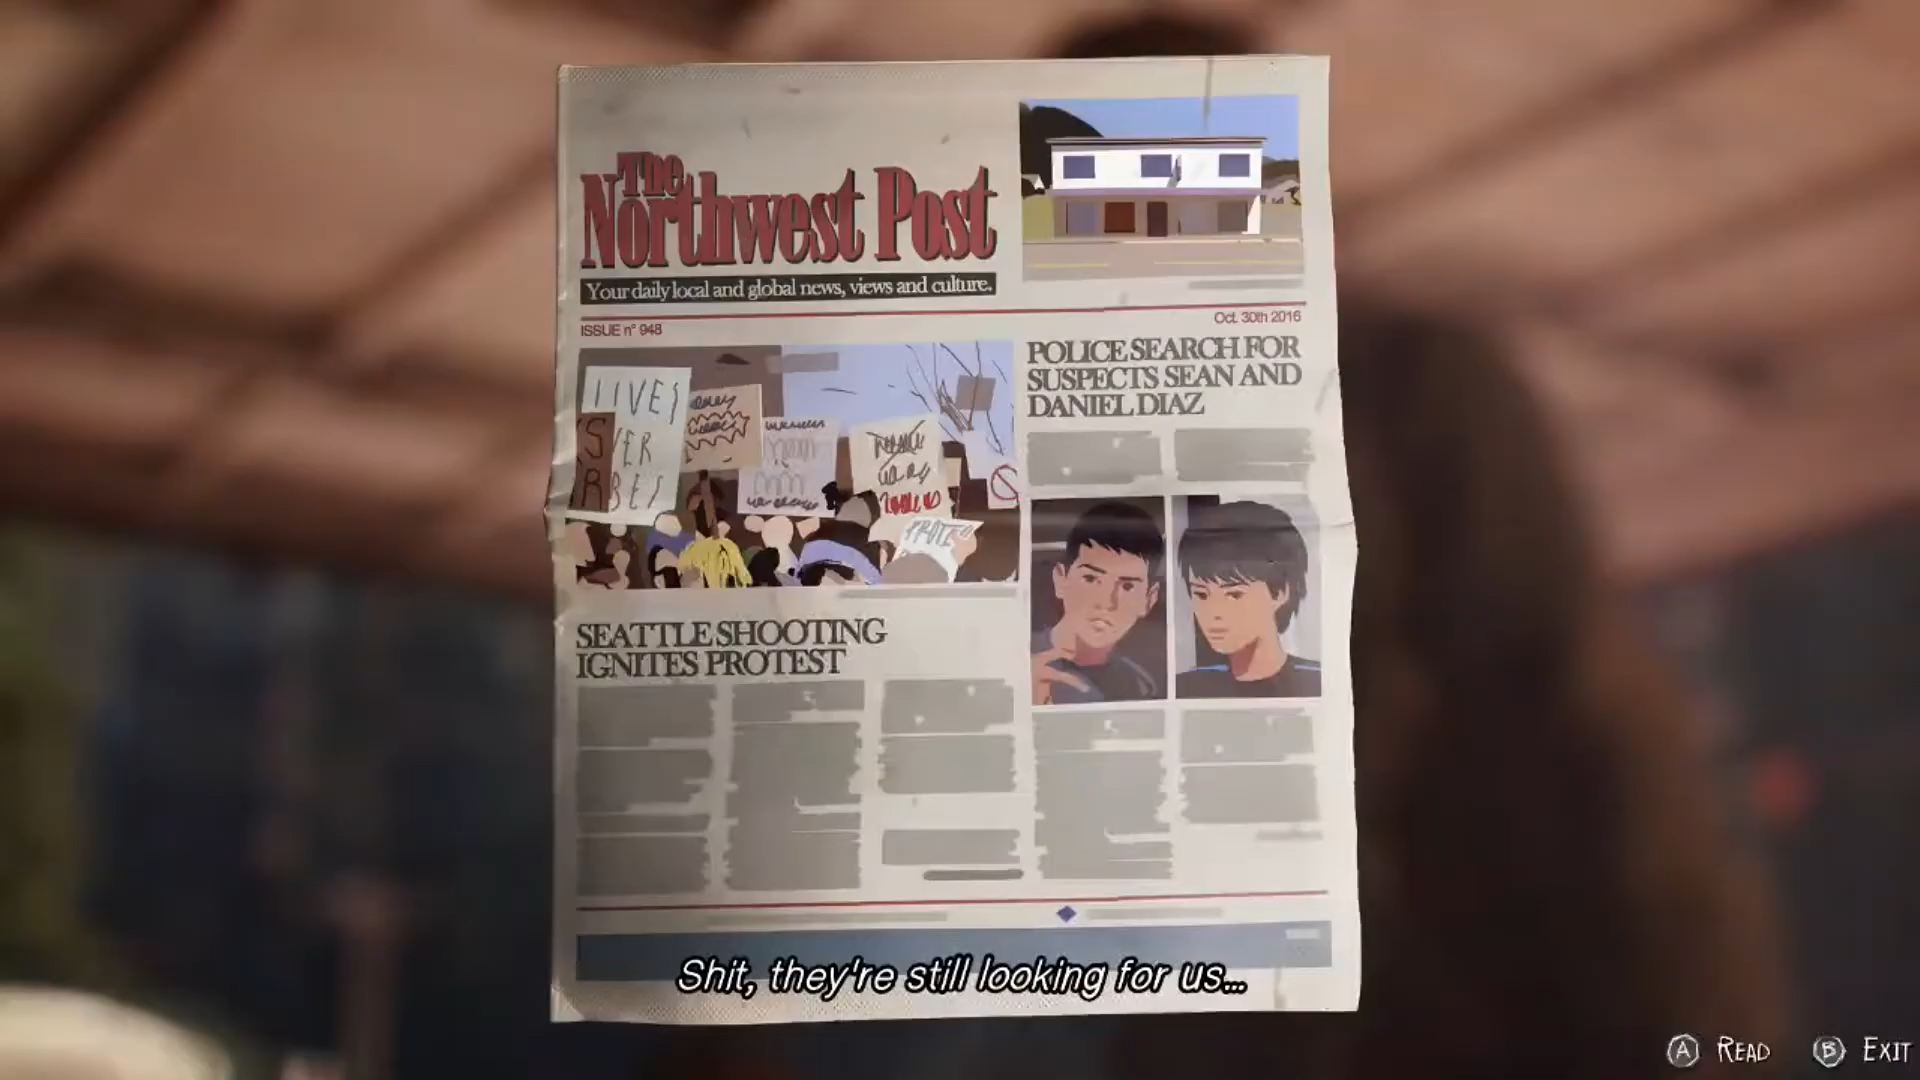 The
Northwest Post
Your daily local and global news, views and culture.
ISSUE n° 948
Oct. 30th 2016
POLICE SEARCH FOR
SUSPECTS SEAN AND
DANIEL DIAZ
LIVES
SEATTLE SHOOTING
IGNITES PROTEST
Shit, they're still looking for us...
A READ
B EXIT